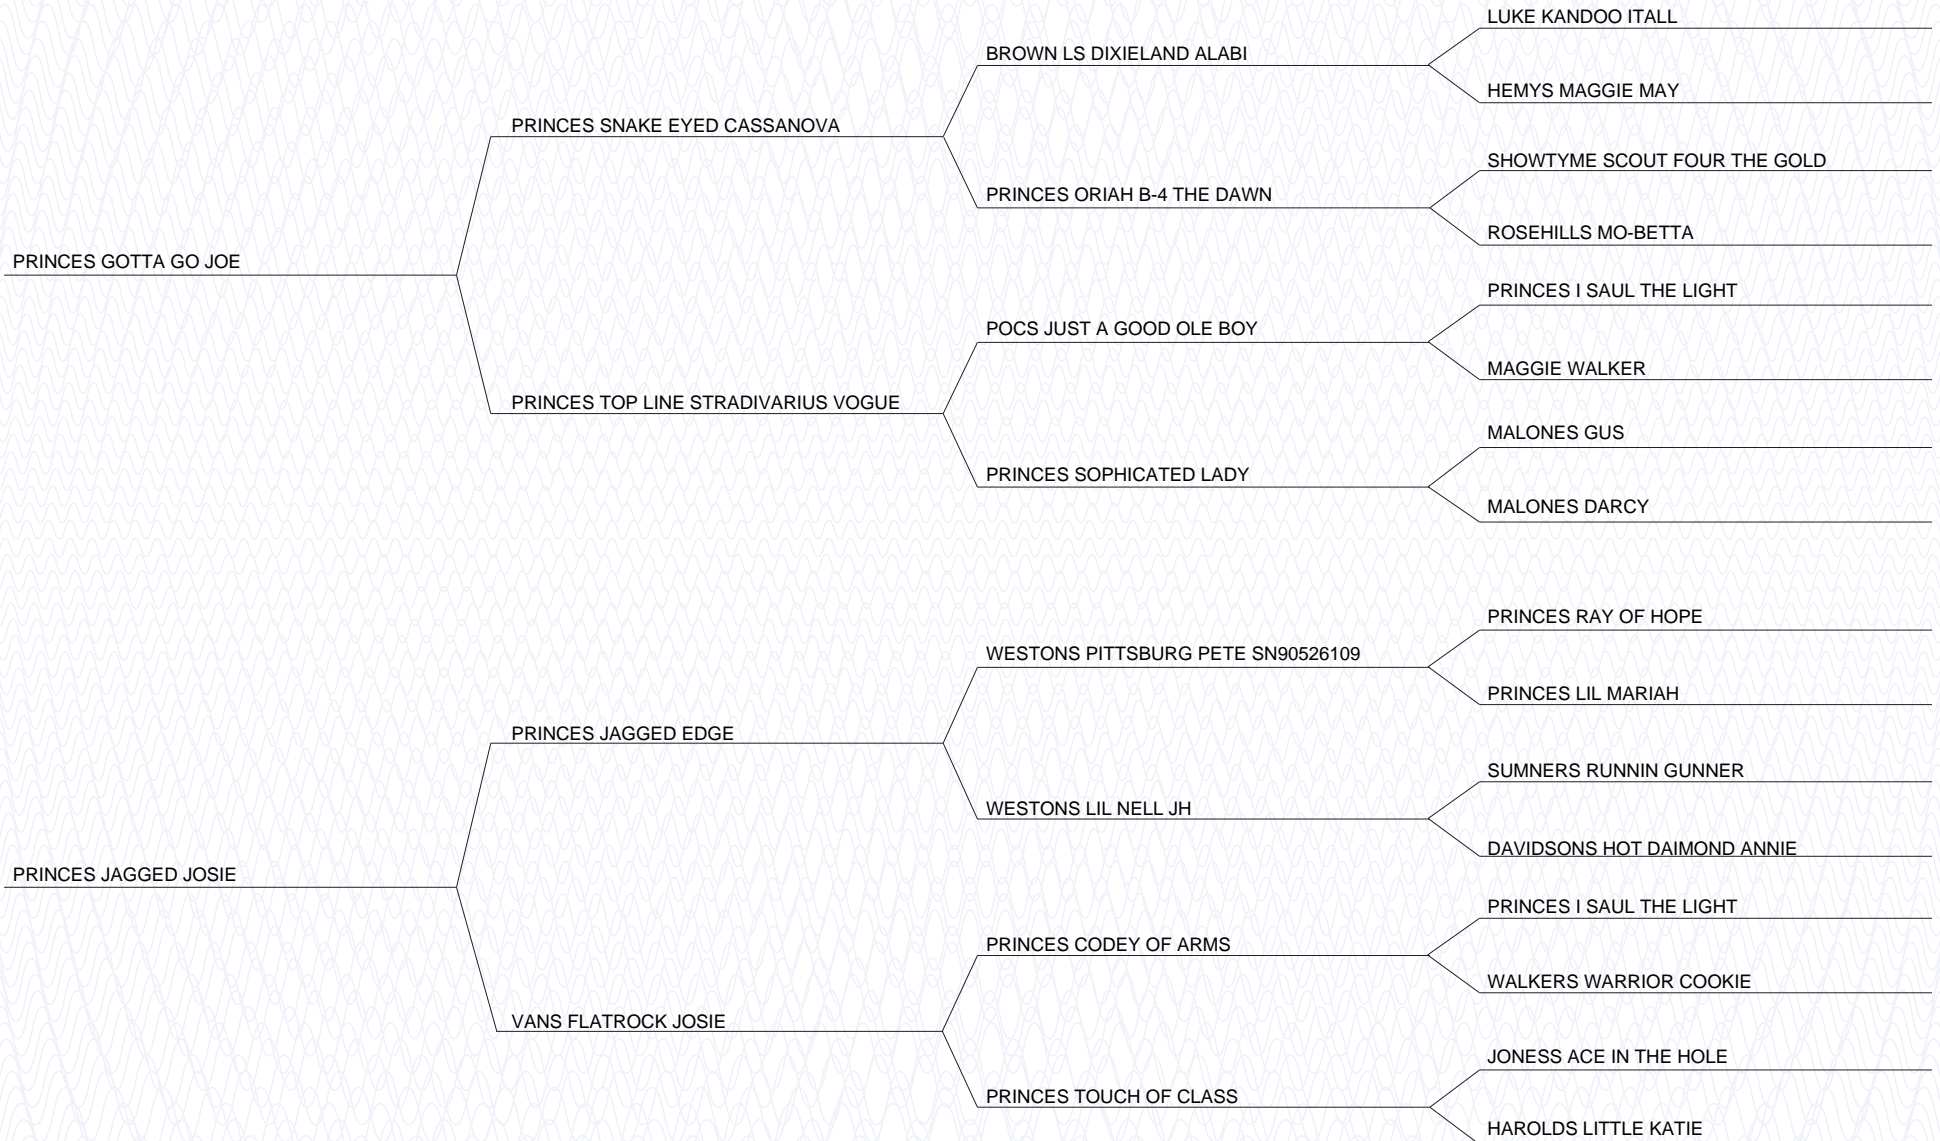 LUKE KANDOO ITALL
BROWN LS DIXIELAND ALABI
HEMYS MAGGIE MAY
PRINCES SNAKE EYED CASSANOVA
SHOWTYME SCOUT FOUR THE GOLD
PRINCES ORIAH B-4 THE DAWN
ROSEHILLS MO-BETTA
PRINCES GOTTA GO JOE
PRINCES I SAUL THE LIGHT
POCS JUST A GOOD OLE BOY
MAGGIE WALKER
PRINCES TOP LINE STRADIVARIUS VOGUE
MALONES GUS
PRINCES SOPHICATED LADY
MALONES DARCY
PRINCES RAY OF HOPE
WESTONS PITTSBURG PETE SN90526109
PRINCES LIL MARIAH
PRINCES JAGGED EDGE
SUMNERS RUNNIN GUNNER
WESTONS LIL NELL JH
DAVIDSONS HOT DAIMOND ANNIE
PRINCES JAGGED JOSIE
PRINCES I SAUL THE LIGHT
PRINCES CODEY OF ARMS
WALKERS WARRIOR COOKIE
VANS FLATROCK JOSIE
JONESS ACE IN THE HOLE
PRINCES TOUCH OF CLASS
HAROLDS LITTLE KATIE